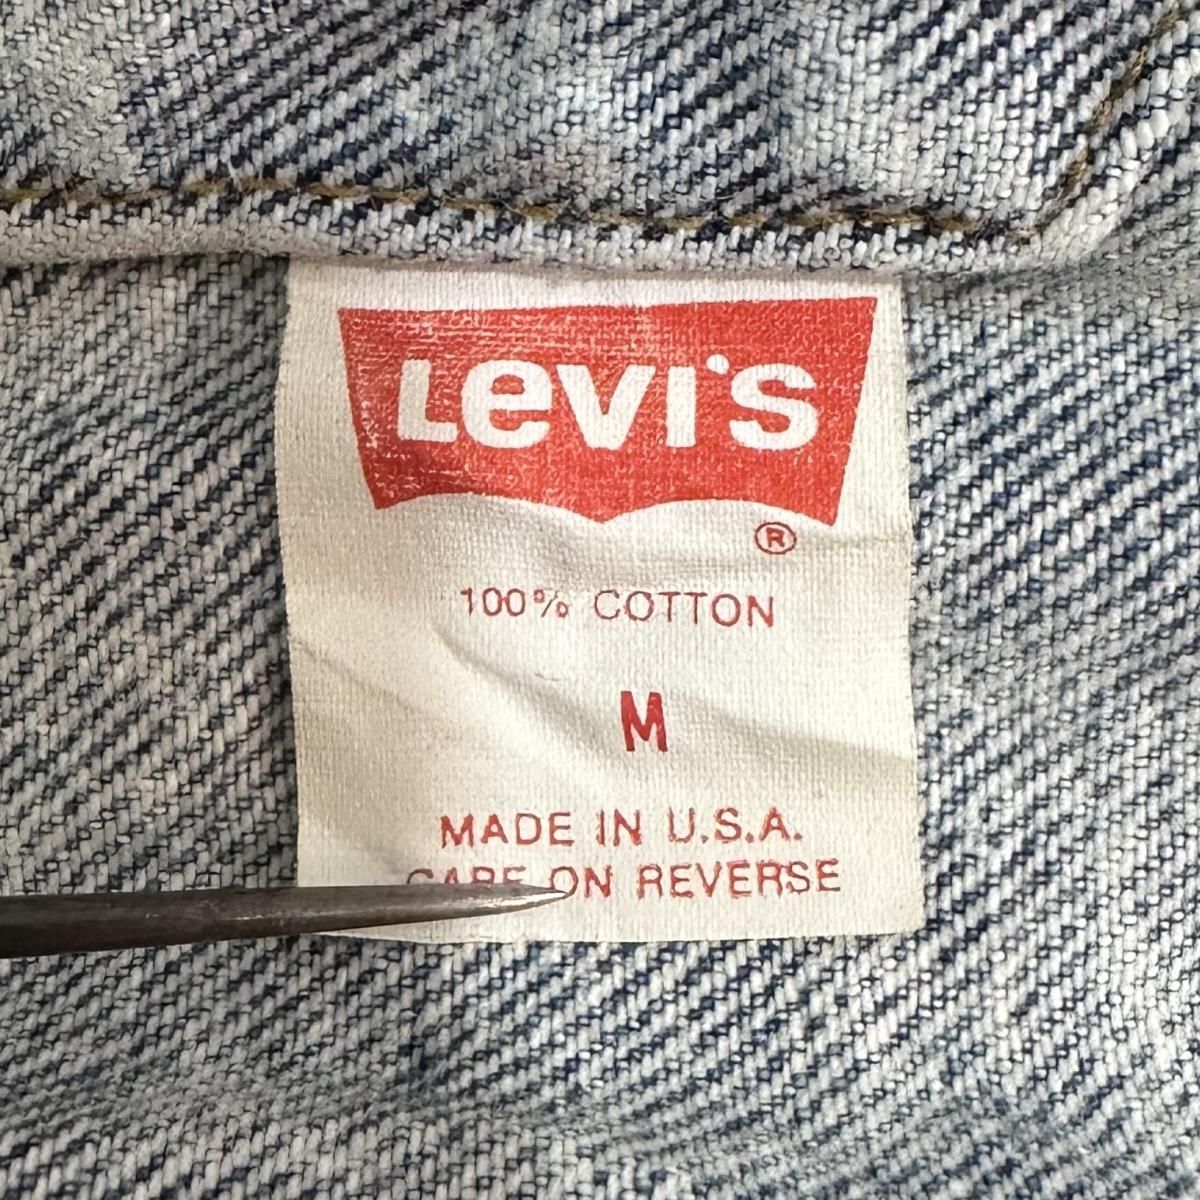 Levi's
®
100% COTTON
M
MADE IN U.S.A.
CARE ON REVERSE